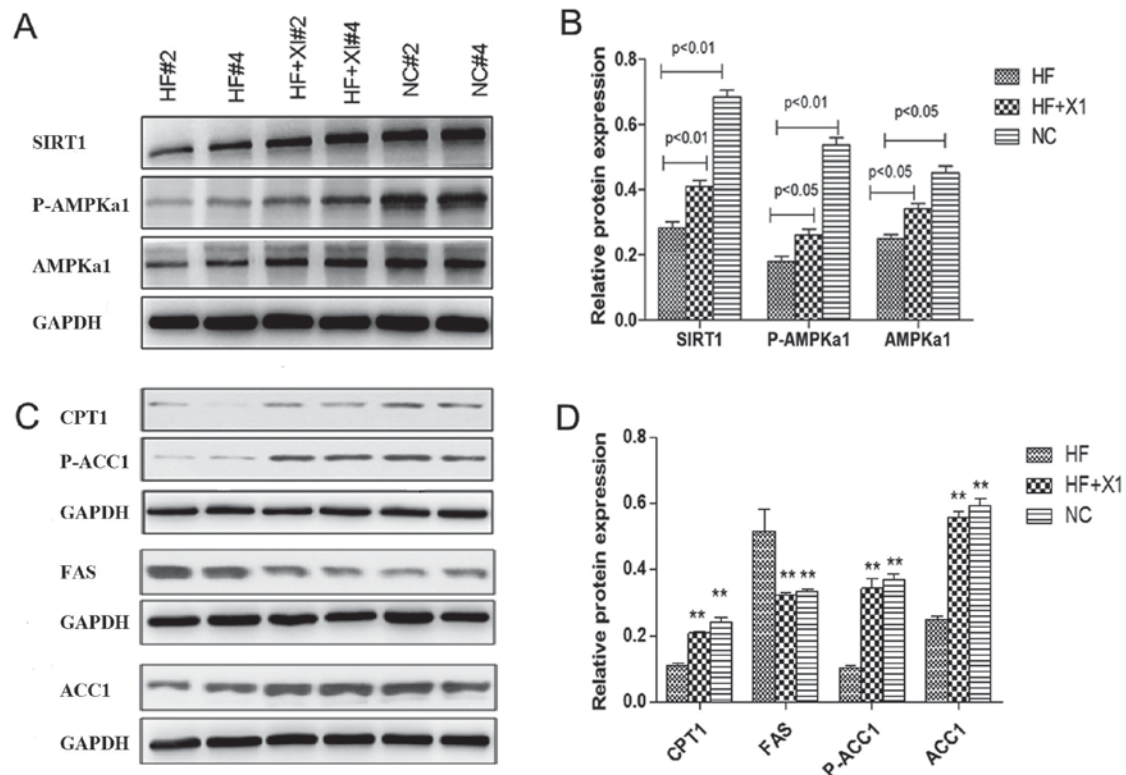 A
HF#2
HF#4
HF+XI#2
HF+XI#4
NC#2
NC#4
SIRT1
P-AMPKa1
AMPKa1
GAPDH
B
Relative protein expression
0.8
0.6
0.4
0.2
0.0
p<0.01
p<0.01
p<0.01
p<0.05
p<0.05
p<0.05
SIRT1
P-AMPKa1
AMPKa1
HF
HF+X1
NC
C
CPT1
P-ACC1
GAPDH
FAS
GAPDH
ACC1
GAPDH
D
Relative protein expression
0.8
0.6
0.4
0.2
0.0
** **
** **
** **
** **
CPT1
FAS
P-ACC1
ACC1
HF
HF+X1
NC